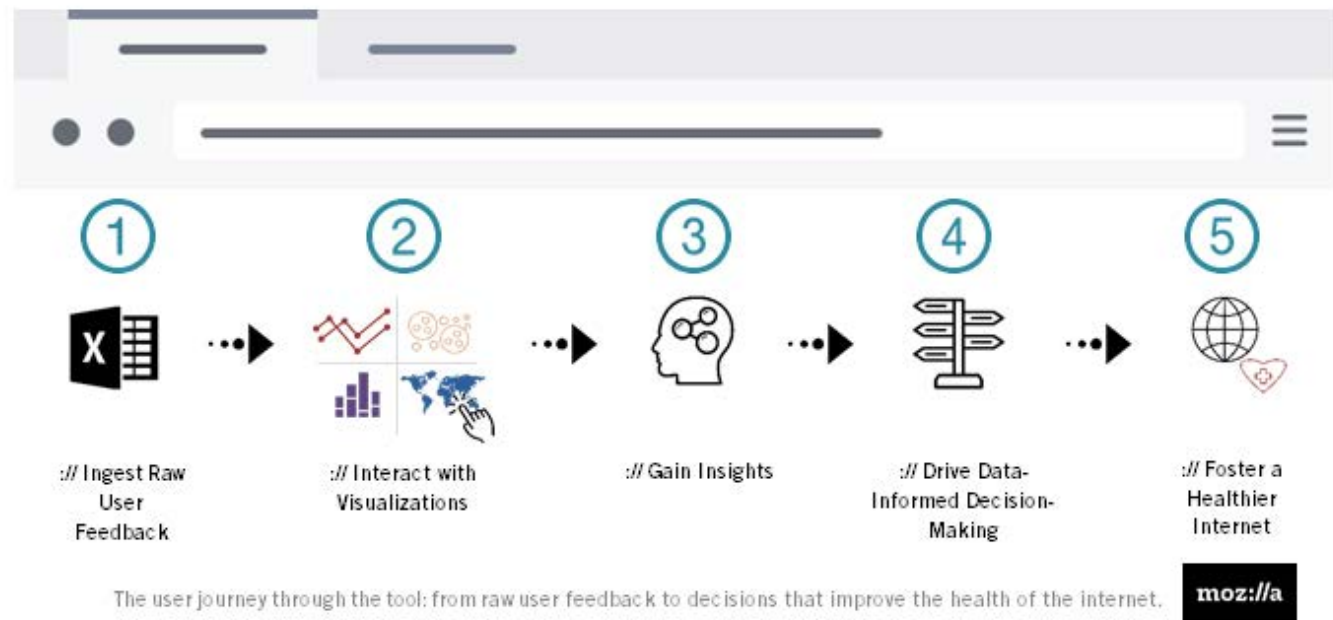 1
2
3
4
5
X
:// Ingest Raw
User
Feedback
:// Interact with
Visualizations
:// Gain Insights
:// Drive Data-
Informed Decision-
Making
:// Foster a
Healthier
Internet
The user journey through the tool: from raw user feedback to decisions that improve the health of the internet.
moz://a